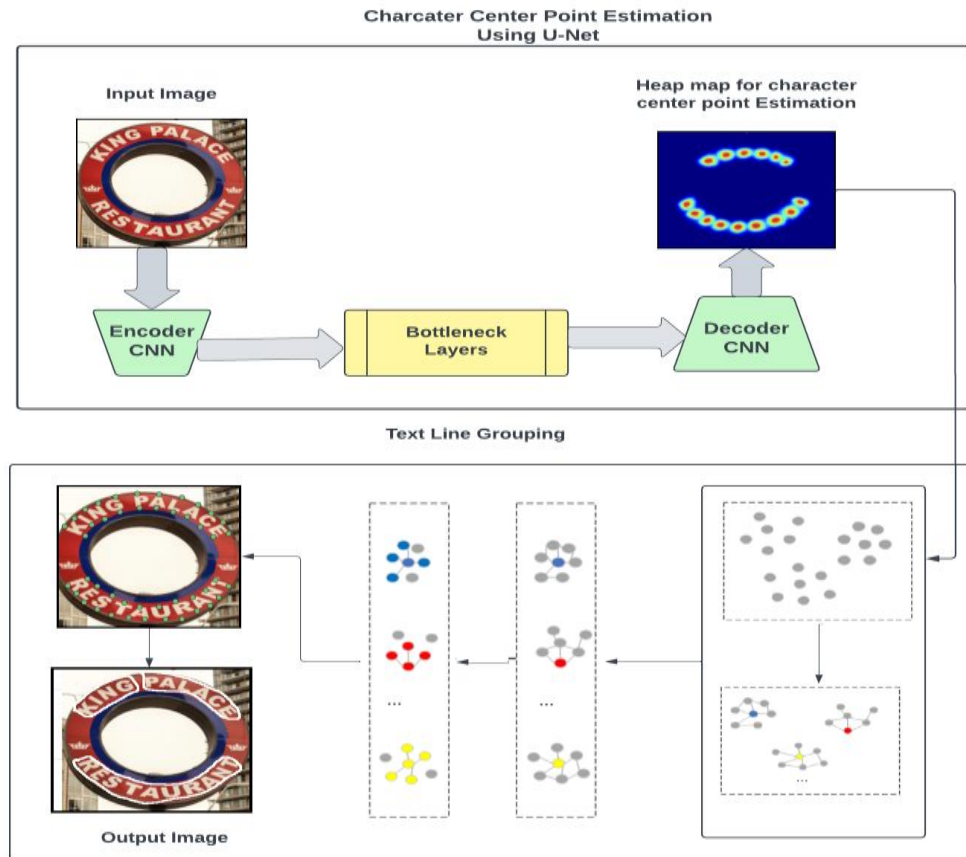 Charcater Center Point Estimation
Using U-Net
Input Image
Heap map for character
center point Estimation
KING PALACE
RESTAURANT
Encoder
CNN
Bottleneck
Layers
Decoder
CNN
Text Line Grouping
KING PALACE
RESTAURANT
...
...
...
KING PALACE
RESTAURANT
Output Image